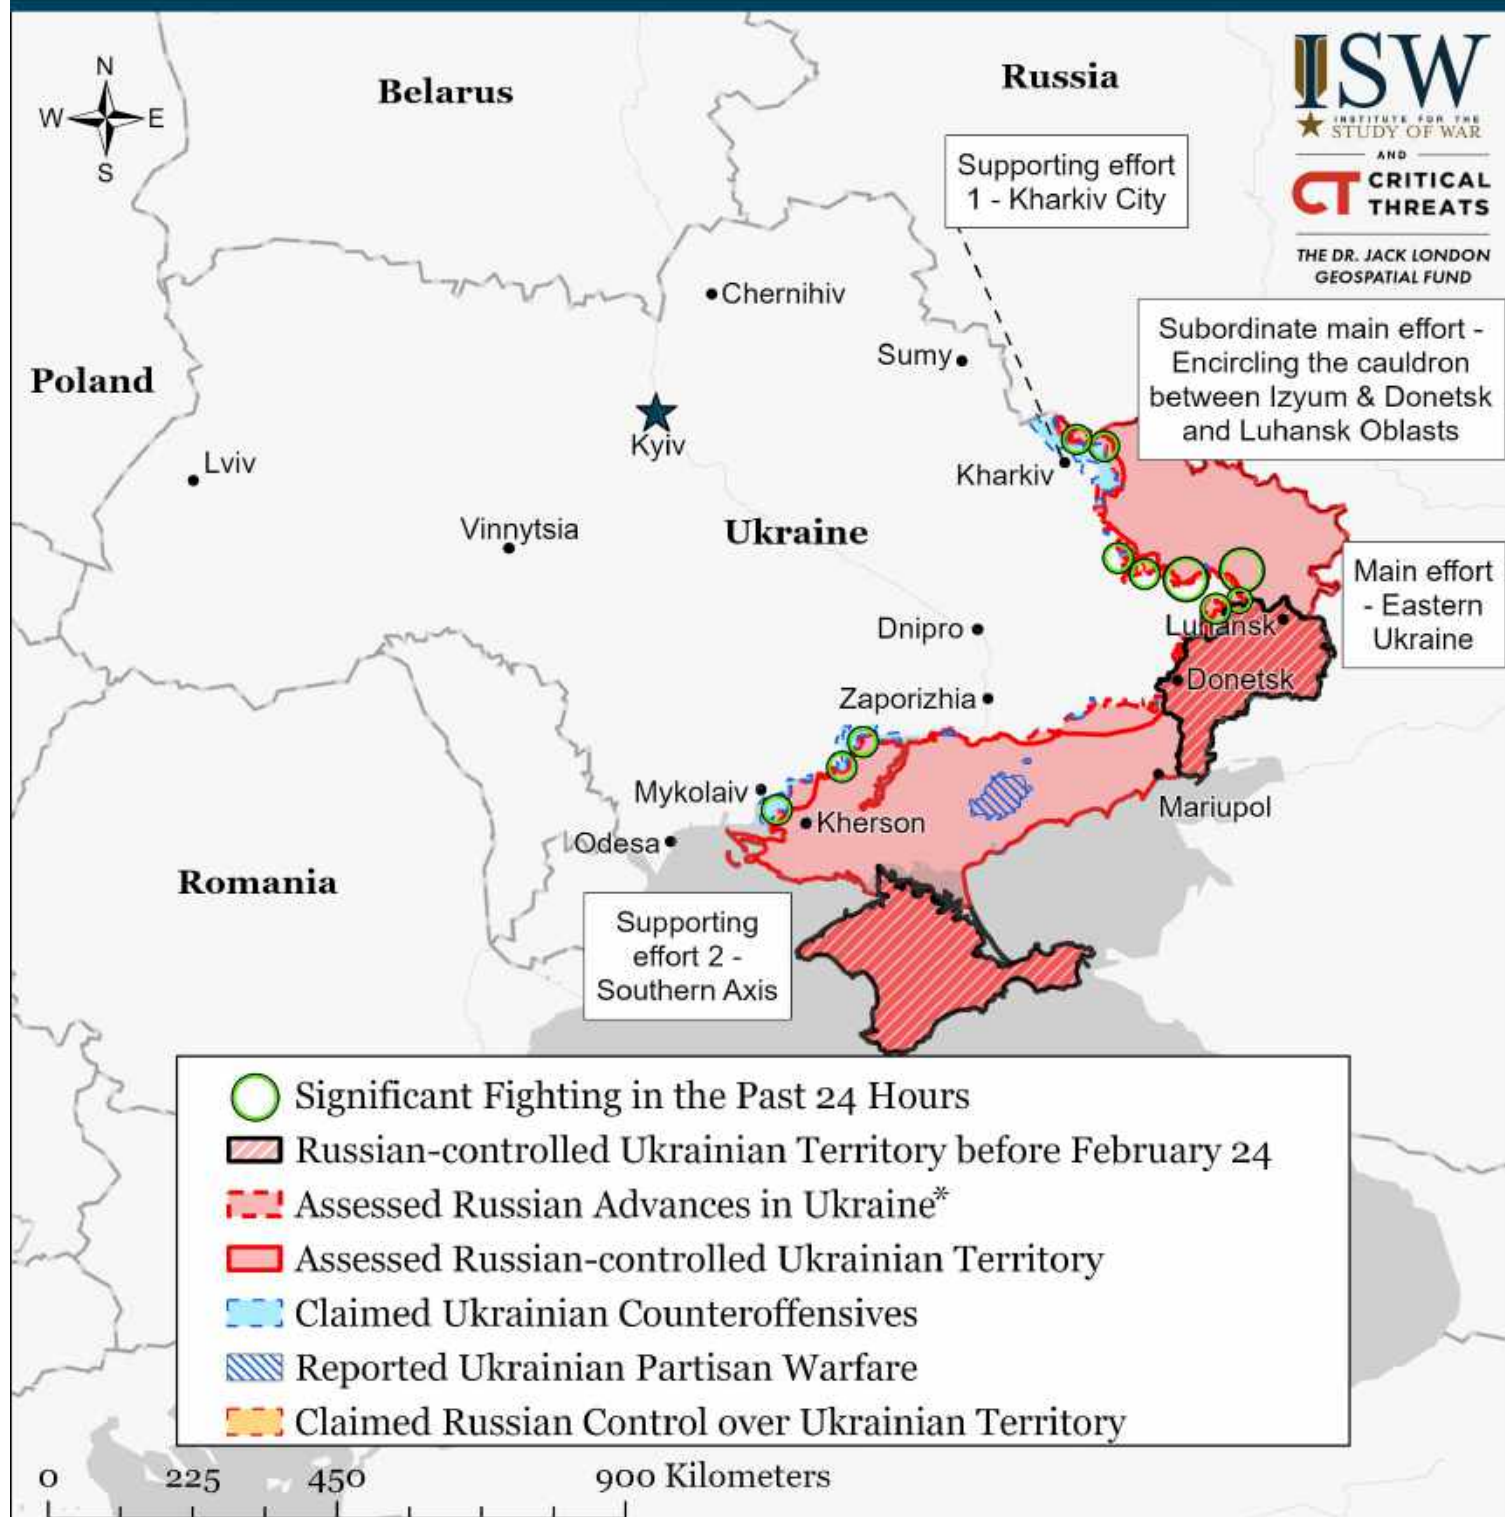 N
W E
S
Belarus
Russia
ISW
INSTITUTE FOR THE
STUDY OF WAR
AND
CT CRITICAL
THREATS
THE DR. JACK LONDON
GEOSPATIAL FUND
Supporting effort
1 - Kharkiv City
Chernihiv
Subordinate main effort -
Encircling the cauldron
between Izyum & Donetsk
and Luhansk Oblasts
Sumy
Poland
Kyiv
Lviv
Kharkiv
Vinnytsia
Ukraine
Main effort
- Eastern
Ukraine
Dnipro
Luhansk
Donetsk
Zaporizhia
Mykolaiv
Mariupol
Kherson
Odesa
Romania
Supporting
effort 2 -
Southern Axis
Significant Fighting in the Past 24 Hours
Russian-controlled Ukrainian Territory before February 24
Assessed Russian Advances in Ukraine*
Assessed Russian-controlled Ukrainian Territory
Claimed Ukrainian Counteroffensives
Reported Ukrainian Partisan Warfare
Claimed Russian Control over Ukrainian Territory
0 225 450 900 Kilometers